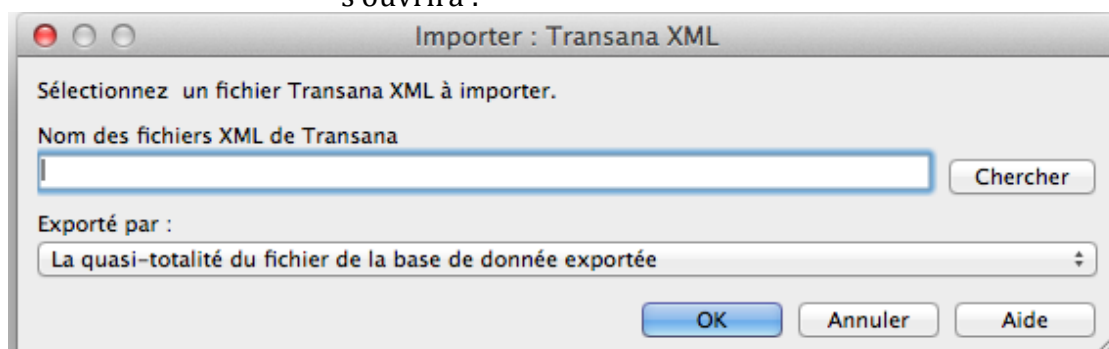 s'ouvrira :
Importer : Transana XML
Sélectionnez un fichier Transana XML à importer.
Nom des fichiers XML de Transana
Chercher
Exporté par :
La quasi-totalité du fichier de la base de donnée exportée
OK Annuler Aide